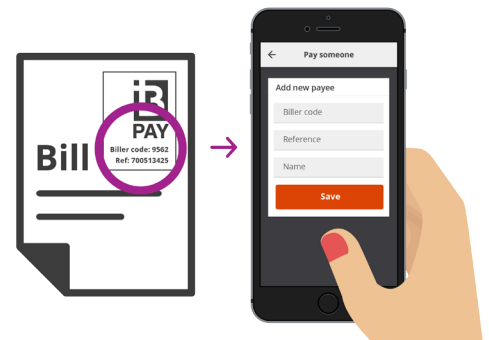 B
PAY
Bill
Biller code: 9562
Ref: 700513425
Pay someone
Add new payee
Biller code
Reference
Name
Save